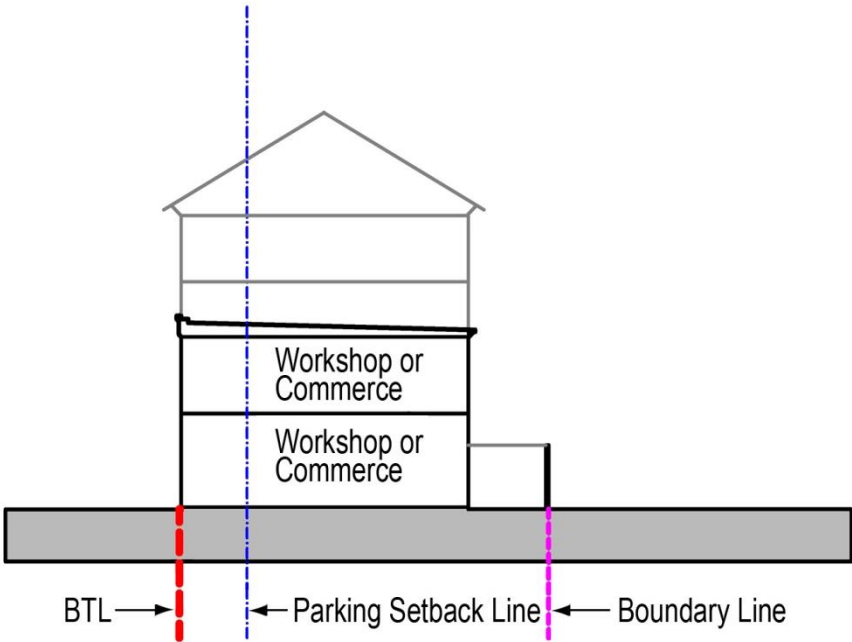 Workshop or
Commerce
Workshop or
Commerce
BTL
Parking Setback Line
Boundary Line